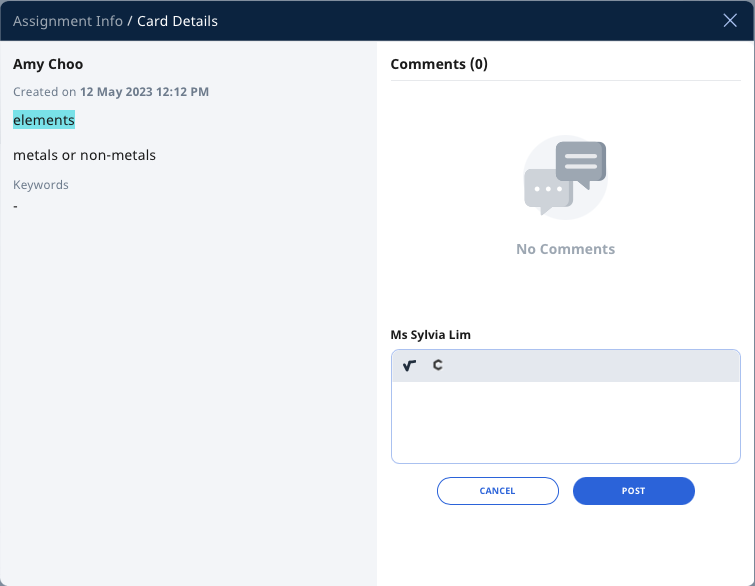 Assignment Info / Card Details
Amy Choo
Created on 12 May 2023 12:12 PM
elements
metals or non-metals
Keywords
-
Comments (0)
No Comments
Ms Sylvia Lim
√ C
CANCEL
POST